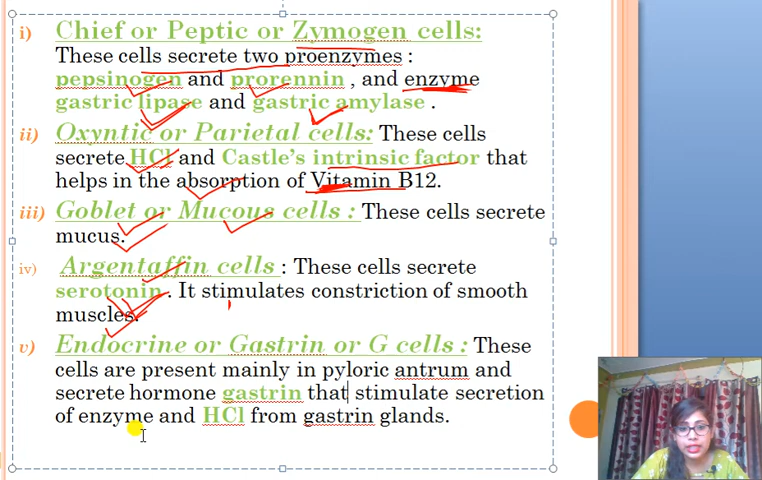 i) Chief or Peptic or Zymogen cells:
These cells secrete two proenzymes :
pepsinogen and prorennin , and enzyme
gastric lipase and gastric amylase .
ii) Oxyntic or Parietal cells: These cells
secrete HCl and Castle's intrinsic factor that
helps in the absorption of Vitamin B12.
iii) Goblet or Mucous cells : These cells secrete
mucus.
iv) Argentaffin cells : These cells secrete
serotonin . It stimulates constriction of smooth
muscles.
v) Endocrine or Gastrin or G cells : These
cells are present mainly in pyloric antrum and
secrete hormone gastrin that stimulate secretion
of enzyme and HCl from gastrin glands.